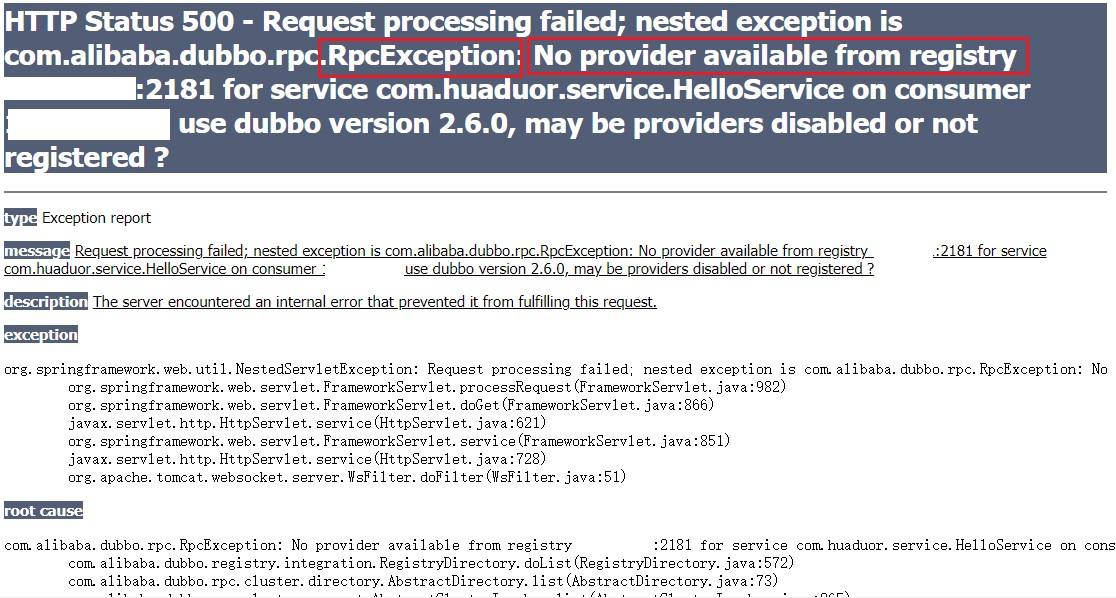 HTTP Status 500 - Request processing failed; nested exception is
com.alibaba.dubbo.rpc.RpcException: No provider available from registry
:2181 for service com.huaduor.service.HelloService on consumer
use dubbo version 2.6.0, may be providers disabled or not
registered ?
type Exception report
message Request processing failed; nested exception is com.alibaba.dubbo.rpc.RpcException: No provider available from registry .:2181 for service
com.huaduor.service.HelloService on consumer use dubbo version 2.6.0, may be providers disabled or not registered ?
description The server encountered an internal error that prevented it from fulfilling this request.
exception
org.springframework.web.util.NestedServletException: Request processing failed; nested exception is com.alibaba.dubbo.rpc.RpcException: No
org.springframework.web.servlet.FrameworkServlet.processRequest(FrameworkServlet.java:982)
org.springframework.web.servlet.FrameworkServlet.doGet(FrameworkServlet.java:866)
javax.servlet.http.HttpServlet.service(HttpServlet.java:621)
org.springframework.web.servlet.FrameworkServlet.service(FrameworkServlet.java:851)
javax.servlet.http.HttpServlet.service(HttpServlet.java:728)
org.apache.tomcat.websocket.server.WsFilter.doFilter(WsFilter.java:51)
root cause
com.alibaba.dubbo.rpc.RpcException: No provider available from registry :2181 for service com.huaduor.service.HelloService on cons
com.alibaba.dubbo.registry.integration.RegistryDirectory.doList(RegistryDirectory.java:572)
com.alibaba.dubbo.rpc.cluster.directory.AbstractDirectory.list(AbstractDirectory.java:73)